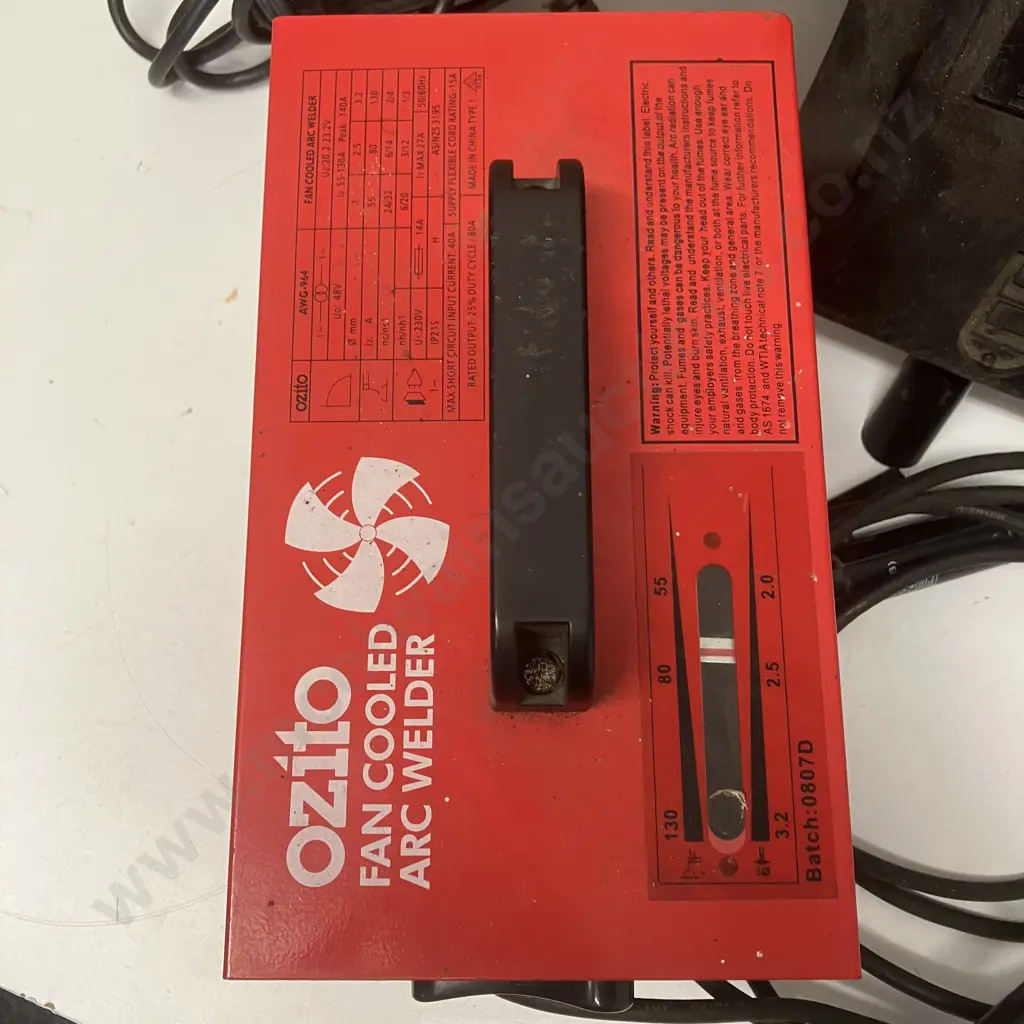 ozito
AWG-964
FAN COOLED ARC WELDER
U₀ 48V
U₂:20.2-23.2V
I₂ 55-130A Peak 140A
Ø mm 2 2.5 3.2
I₂ A 55 80 130
nc/nc1 24/32 6/14 2/4
nh/nh1 6/20 3/12 1/3
1~ U₁230V 14A I₁MAX 27A 50/60Hz
IP21S H AS/NZS 3195
MAX SHORT CIRCUIT INPUT CURRENT: 40A SUPPLY FLEXIBLE CORD RATING: 15A
RATED OUTPUT: 25% DUTY CYCLE / 80A MADE IN CHINA TYPE 1
ozito
FAN COOLED
ARC WELDER
Warning: Protect yourself and others. Read and understand this label. Electric
shock can kill. Potentially lethal voltages may be present on the output of the
equipment. Fumes and gases can be dangerous to your health. Arc radiation can
injure eyes and burn skin. Read and understand the manufacturers instructions and
your employers safety practices. Keep your head out of the fumes. Use enough
natural ventilation, exhaust, ventilation, or both at the fume source to keep fumes
and gases from the breathing zone and general area. Wear correct eye ear and
body protection. Do not touch live electrical parts. For further information refer to
AS 1674 and WTIA technical note 7 or the manufacturers recommendations. Do
not remove this warning
130 80 55
3.2 2.5 2.0
Batch:0807D